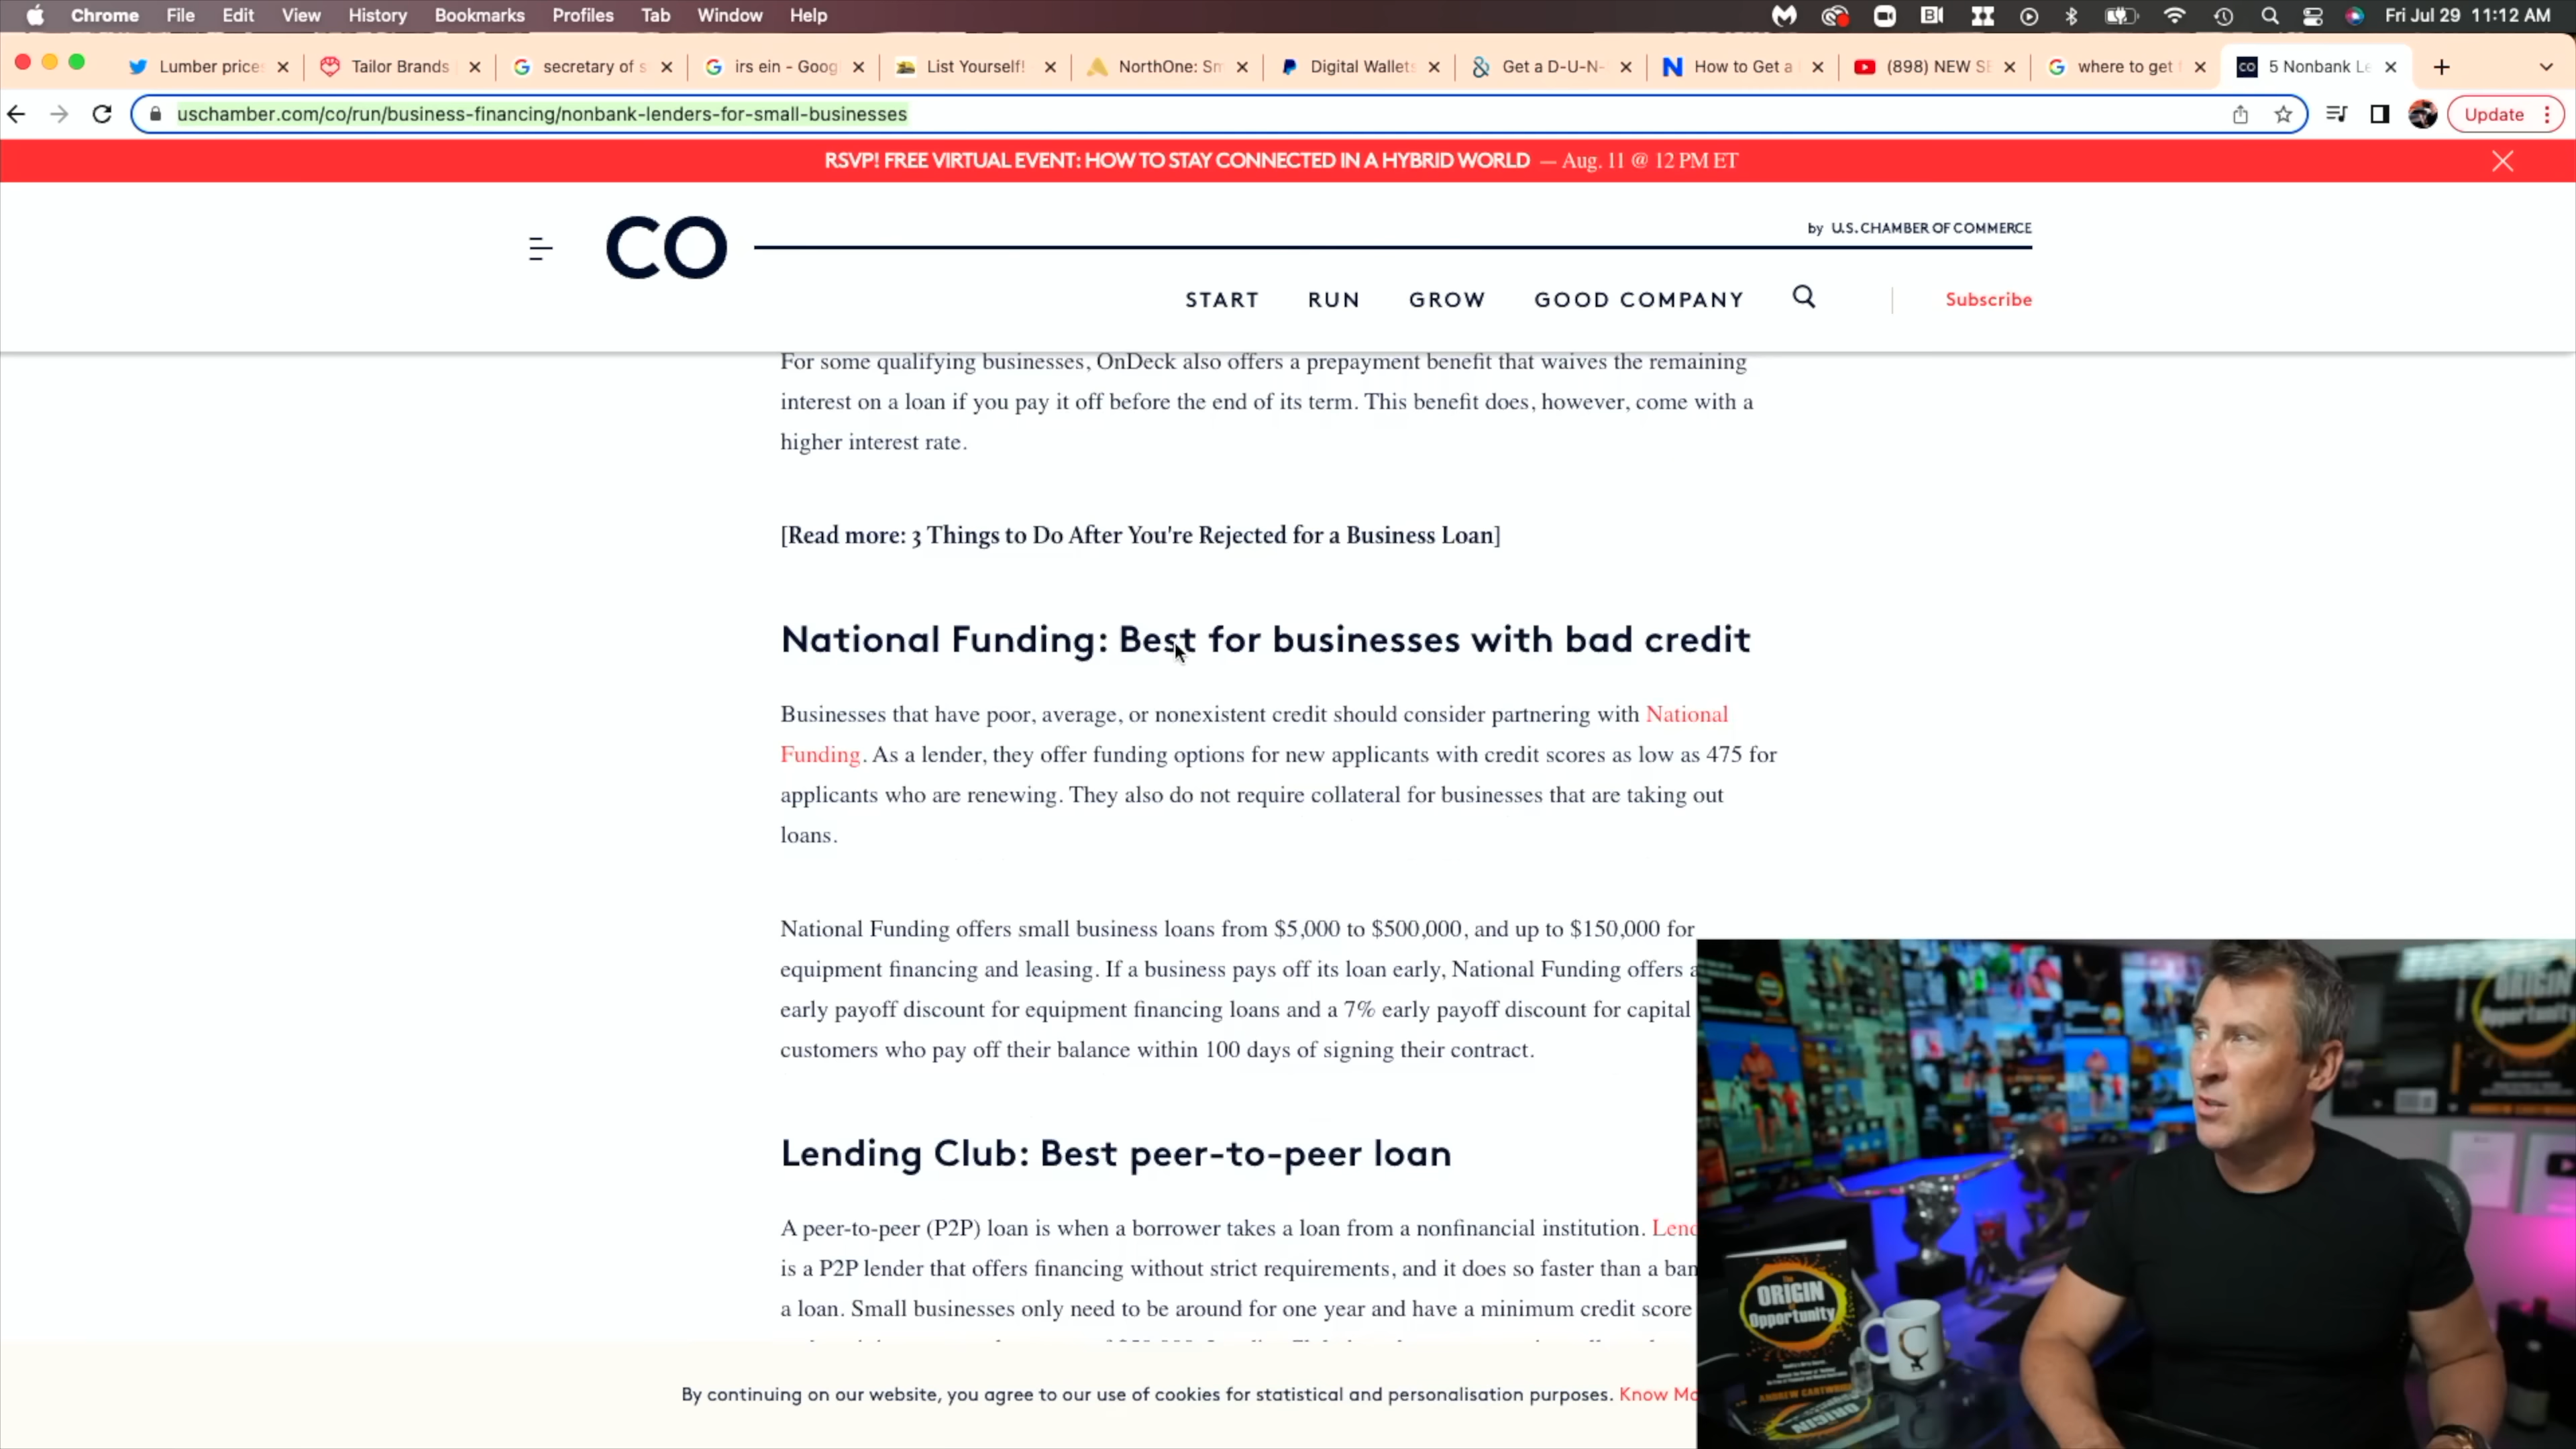 Chrome File Edit View History Bookmarks Profiles Tab Window Help Fri Jul 29 11:12 AM
Lumber price Tailor Brands secretary of s irs ein - Goog List Yourself! NorthOne: Sm Digital Wallets Get a D-U-N- How to Get a (898) NEW SE where to get 5 Nonbank Le
uschamber.com/co/run/business-financing/nonbank-lenders-for-small-businesses Update
RSVP! FREE VIRTUAL EVENT: HOW TO STAY CONNECTED IN A HYBRID WORLD — Aug. 11 @ 12 PM ET
CO
by U.S. CHAMBER OF COMMERCE
START RUN GROW GOOD COMPANY Subscribe
For some qualifying businesses, OnDeck also offers a prepayment benefit that waives the remaining
interest on a loan if you pay it off before the end of its term. This benefit does, however, come with a
higher interest rate.
[Read more: 3 Things to Do After You're Rejected for a Business Loan]
National Funding: Best for businesses with bad credit
Businesses that have poor, average, or nonexistent credit should consider partnering with National
Funding. As a lender, they offer funding options for new applicants with credit scores as low as 475 for
applicants who are renewing. They also do not require collateral for businesses that are taking out
loans.
National Funding offers small business loans from $5,000 to $500,000, and up to $150,000 for
equipment financing and leasing. If a business pays off its loan early, National Funding offers a
early payoff discount for equipment financing loans and a 7% early payoff discount for capital
customers who pay off their balance within 100 days of signing their contract.
Lending Club: Best peer-to-peer loan
A peer-to-peer (P2P) loan is when a borrower takes a loan from a nonfinancial institution. Lend
is a P2P lender that offers financing without strict requirements, and it does so faster than a ban
a loan. Small businesses only need to be around for one year and have a minimum credit score
By continuing on our website, you agree to our use of cookies for statistical and personalisation purposes. Know Mo
ORIGIN
Opportunity
The
ORIGIN
Opportunity
ANDREW CARTWRIGHT
C